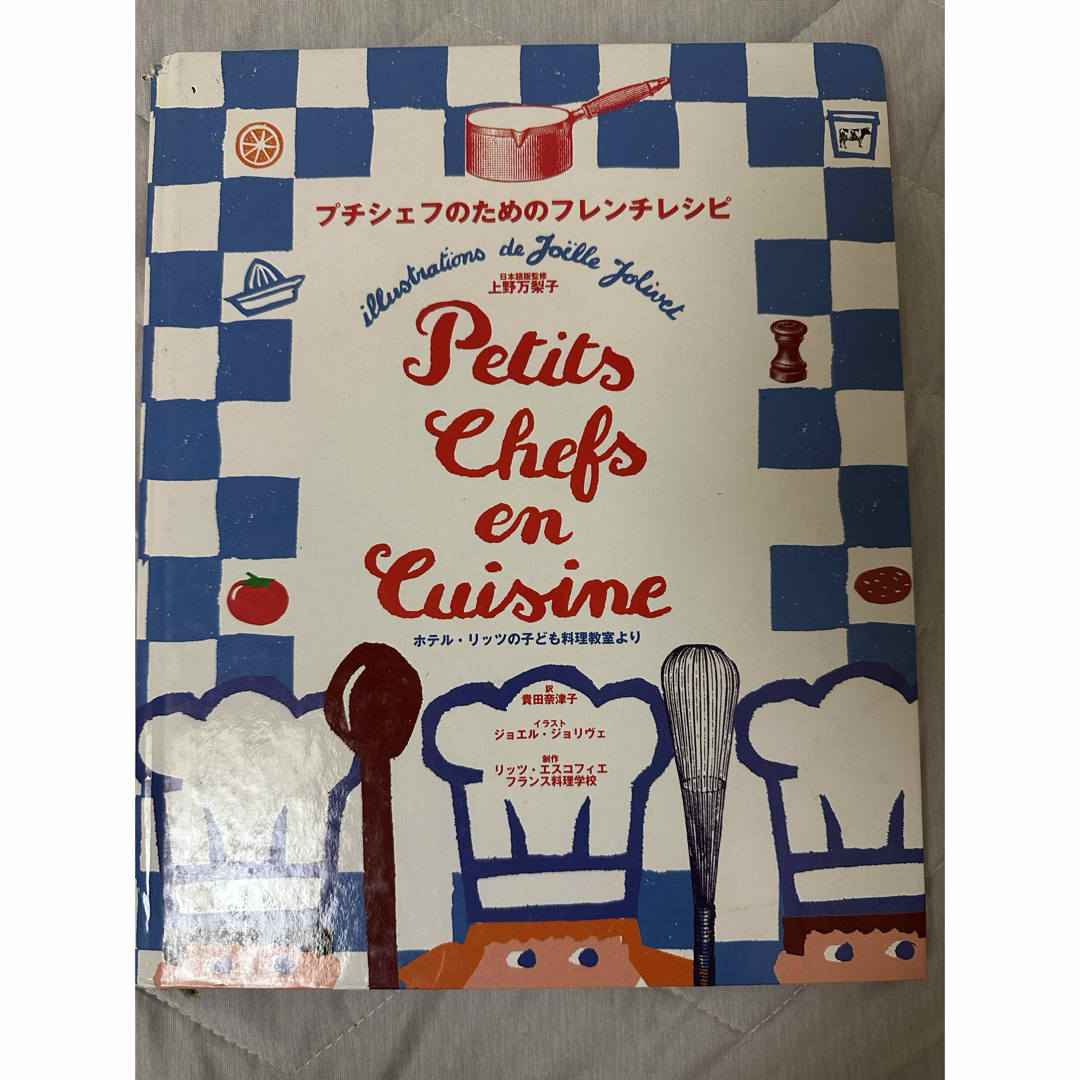 プチシェフのためのフレンチレシピ
illustrations de Joëlle Jolivet
日本語版監修
上野万梨子
Petits
Chefs
en
Cuisine
ホテル・リッツの子ども料理教室より
訳
貴田奈津子
イラスト
ジョエル・ジョリヴェ
制作
リッツ・エスコフィエ
フランス料理学校